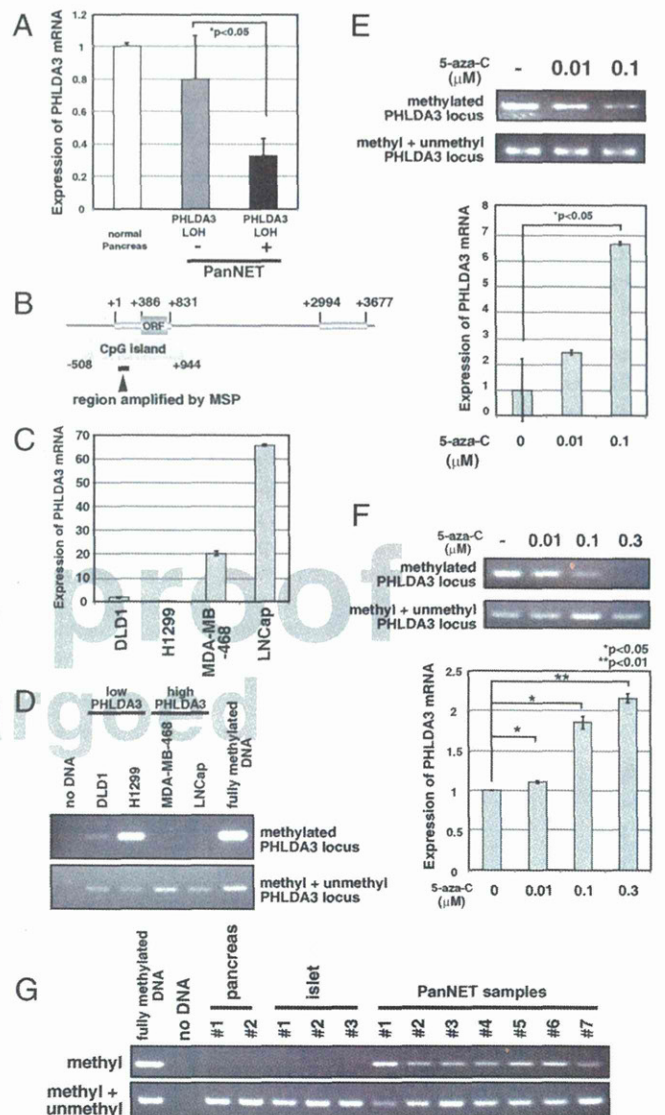 A
Expression of PHLDA3 mRNA
1.2
1
0.8
0.6
0.4
0.2
0
*p<0.05
normal
Pancreas
PHLDA3
LOH
-
PHLDA3
LOH
+
PanNET
B
+1 +386 +831 +2994 +3677
ORF
CpG island
-508 +944
region amplified by MSP
C
Expression of PHLDA3 mRNA
70
60
50
40
30
20
10
0
DLD1
H1299
MDA-MB
-468
LNCap
proof
rgoed
D
low
PHLDA3
high
PHLDA3
no DNA
DLD1
H1299
MDA-MB-468
LNCap
fully methylated
DNA
methylated
PHLDA3 locus
methyl + unmethyl
PHLDA3 locus
E
5-aza-C
(μM)
- 0.01 0.1
methylated
PHLDA3 locus
methyl + unmethyl
PHLDA3 locus
Expression of PHLDA3 mRNA
8
7
6
5
4
3
2
1
0
*p<0.05
5-aza-C
(μM)
0 0.01 0.1
F
5-aza-C
(μM)
- 0.01 0.1 0.3
methylated
PHLDA3 locus
methyl + unmethyl
PHLDA3 locus
*p<0.05
**p<0.01
Expression of PHLDA3 mRNA
2.5
2
1.5
1
0.5
0
**
*
*
5-aza-C
(μM)
0 0.01 0.1 0.3
G
fully methylated
DNA
no DNA
pancreas
#1 #2
islet
#1 #2 #3
PanNET samples
#1 #2 #3 #4 #5 #6 #7
methyl
methyl +
unmethyl